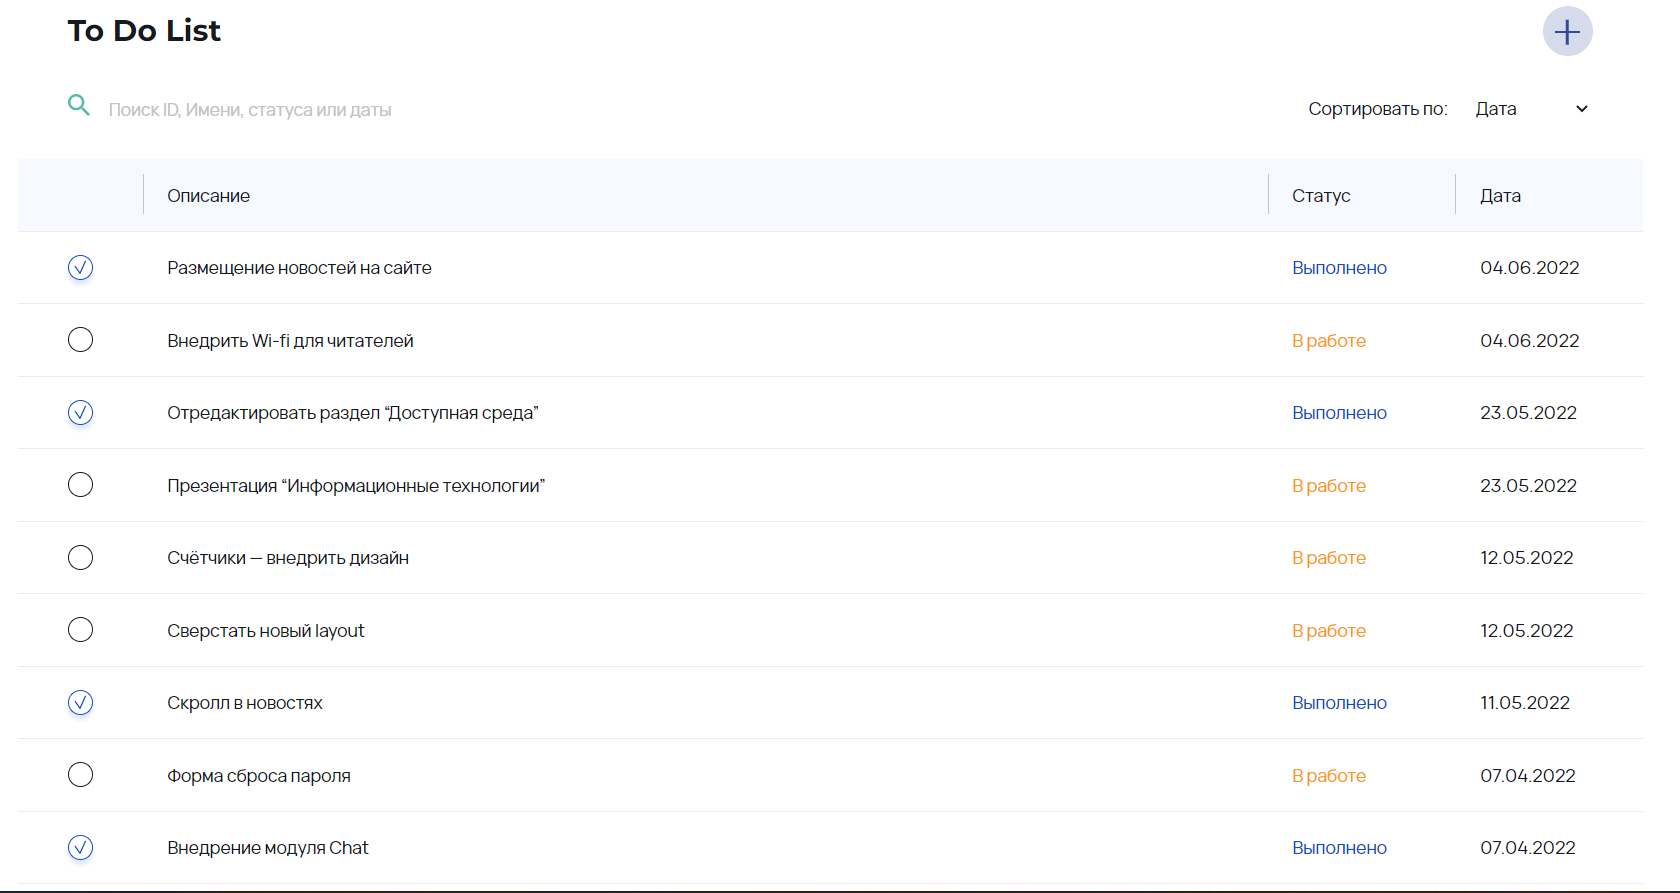 To Do List
Поиск ID, Имени, статуса или даты
Сортировать по: Дата
Описание Статус Дата
Размещение новостей на сайте Выполнено 04.06.2022
Внедрить Wi-fi для читателей В работе 04.06.2022
Отредактировать раздел “Доступная среда” Выполнено 23.05.2022
Презентация “Информационные технологии” В работе 23.05.2022
Счётчики — внедрить дизайн В работе 12.05.2022
Сверстать новый layout В работе 12.05.2022
Скролл в новостях Выполнено 11.05.2022
Форма сброса пароля В работе 07.04.2022
Внедрение модуля Chat Выполнено 07.04.2022